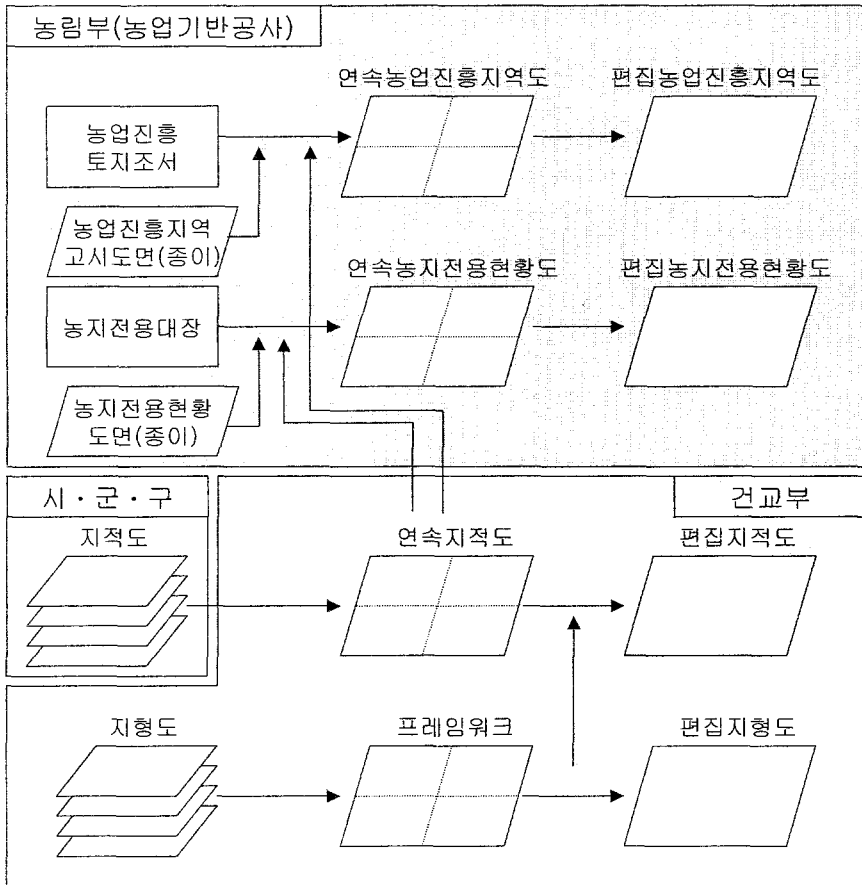 농림부(농업기반공사)
연속농업진흥지역도
편집농업진흥지역도
농업진흥
토지조서
농업진흥지역
고시도면(종이)
연속농지전용현황도
편집농지전용현황도
농지전용대장
농지전용현황
도면(종이)
시·군·구
건교부
지적도
연속지적도
편집지적도
지형도
프레임워크
편집지형도